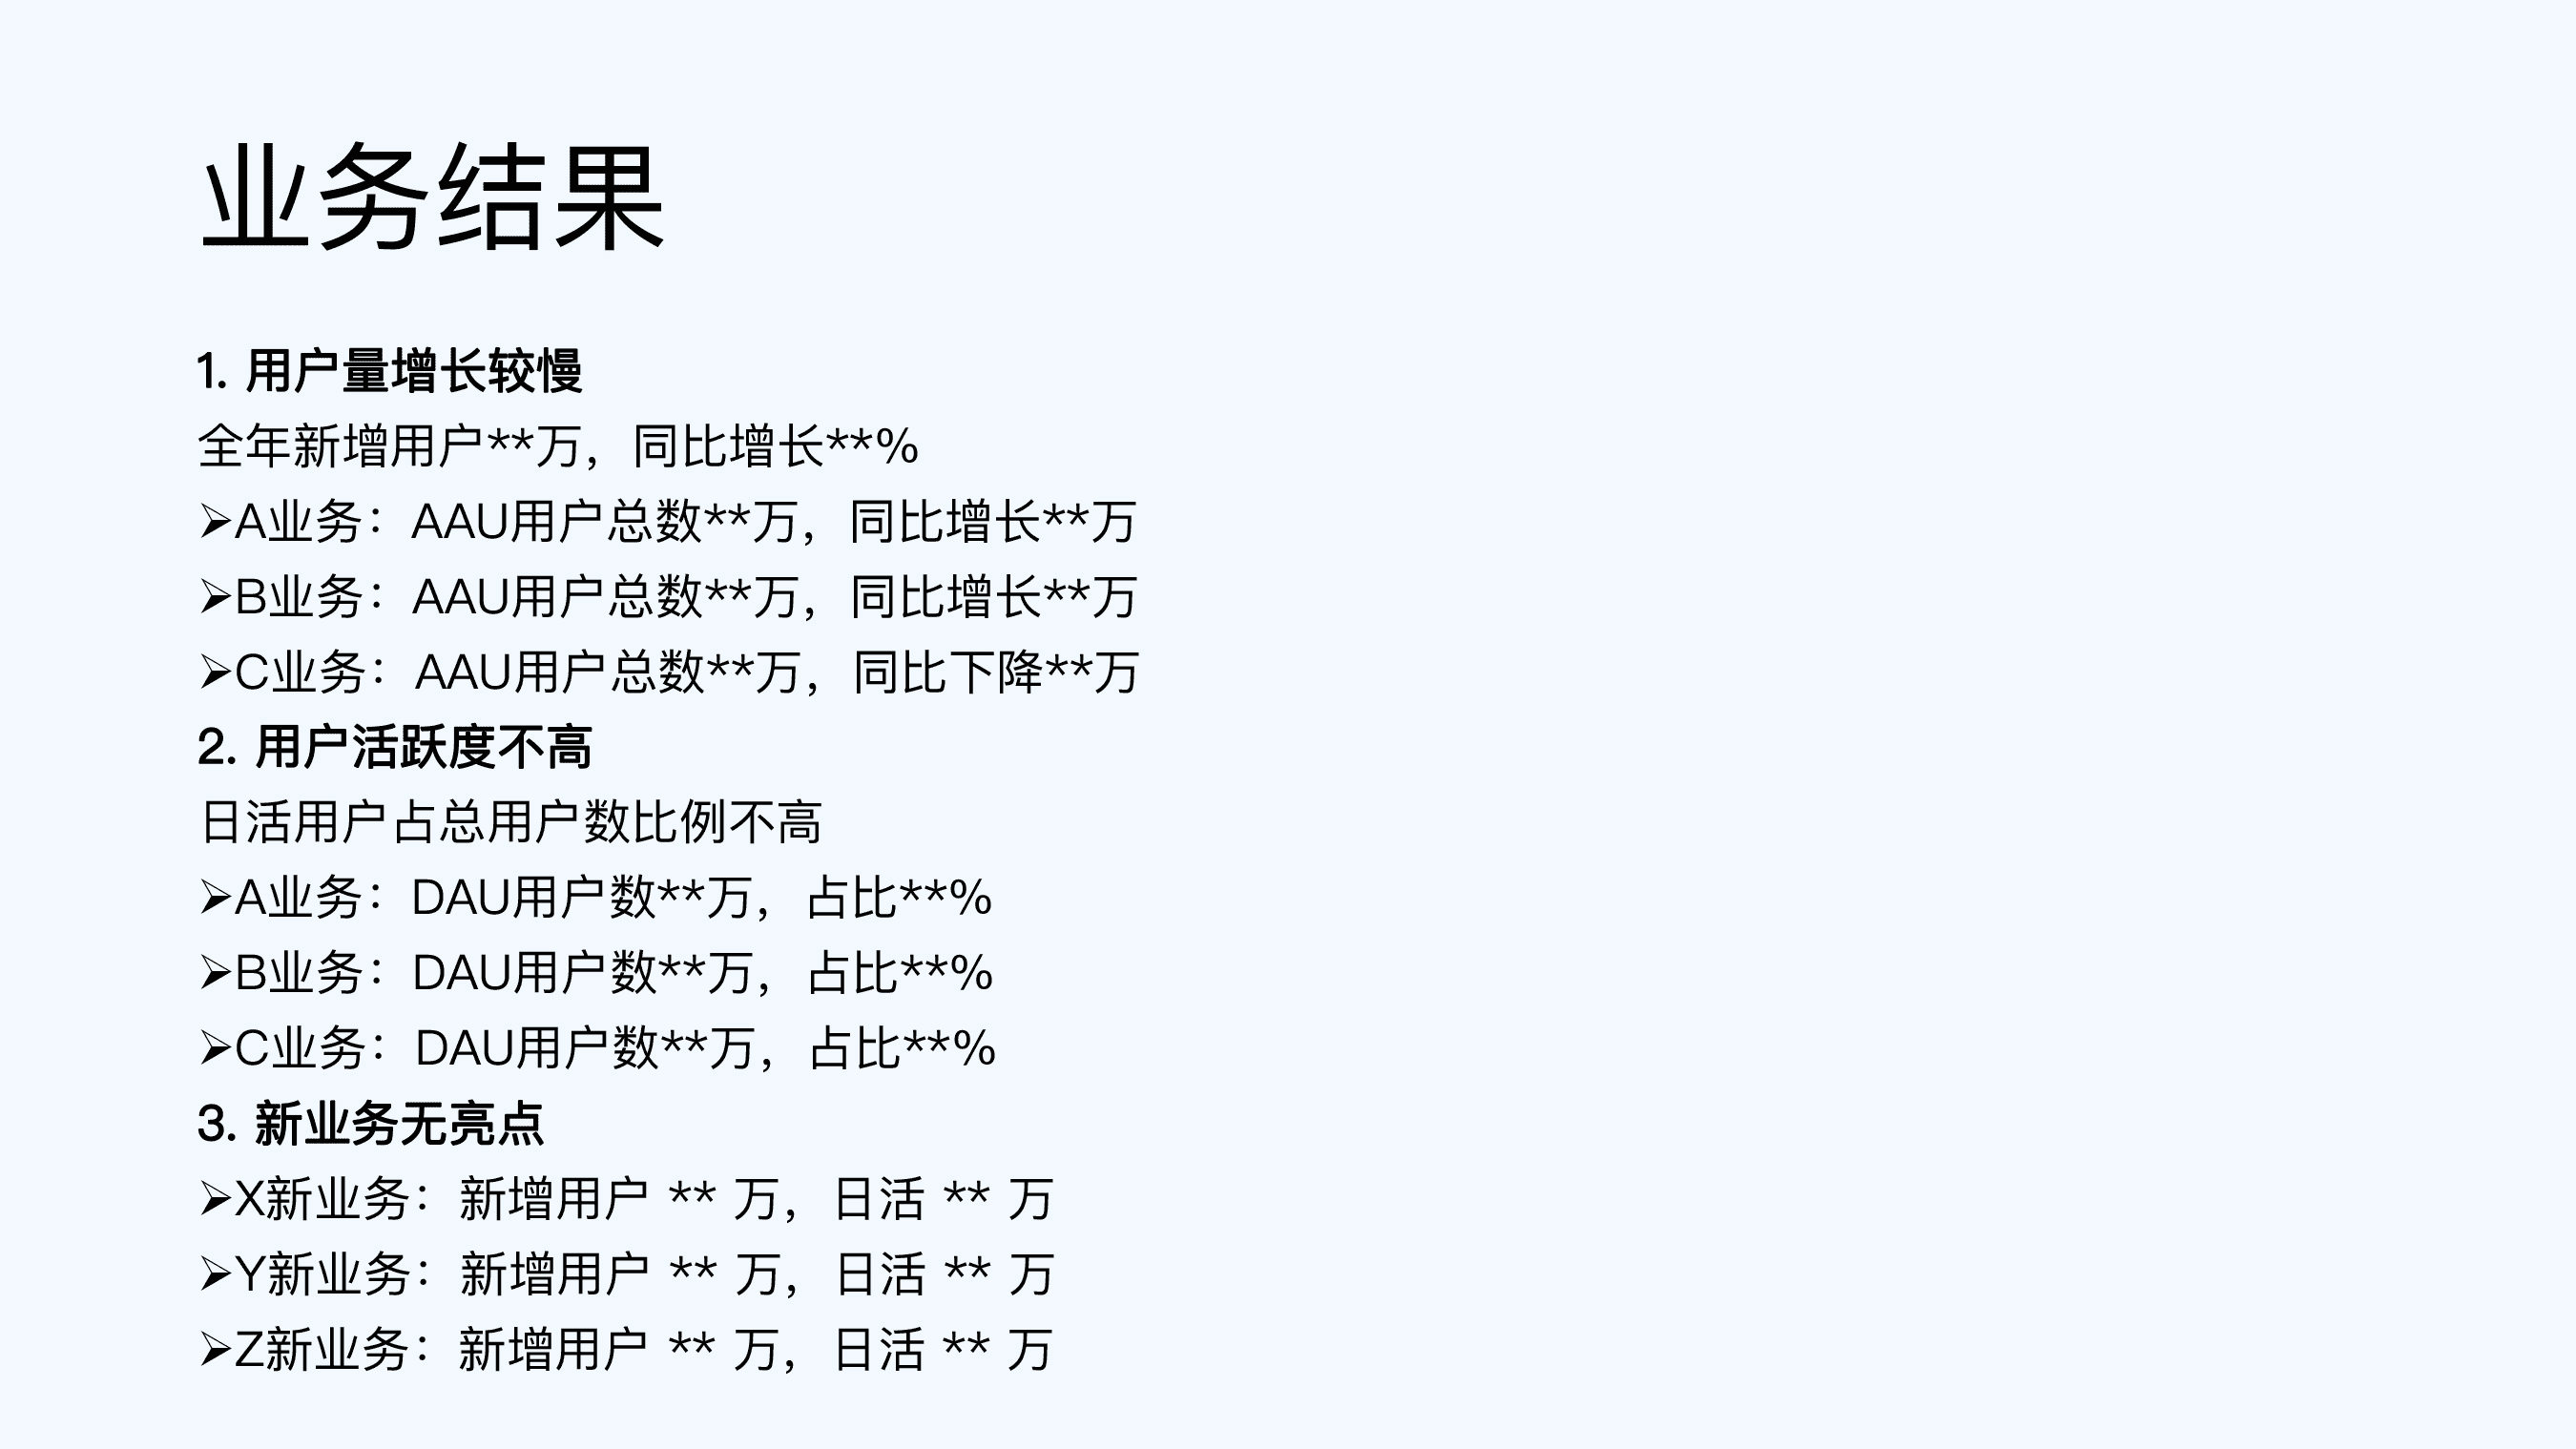 业务结果
1. 用户量增长较慢
全年新增用户**万，同比增长**%
➢A业务：AAU用户总数**万，同比增长**万
➢B业务：AAU用户总数**万，同比增长**万
➢C业务：AAU用户总数**万，同比下降**万
2. 用户活跃度不高
日活用户占总用户数比例不高
➢A业务：DAU用户数**万，占比**%
➢B业务：DAU用户数**万，占比**%
➢C业务：DAU用户数**万，占比**%
3. 新业务无亮点
➢X新业务：新增用户 ** 万，日活 ** 万
➢Y新业务：新增用户 ** 万，日活 ** 万
➢Z新业务：新增用户 ** 万，日活 ** 万